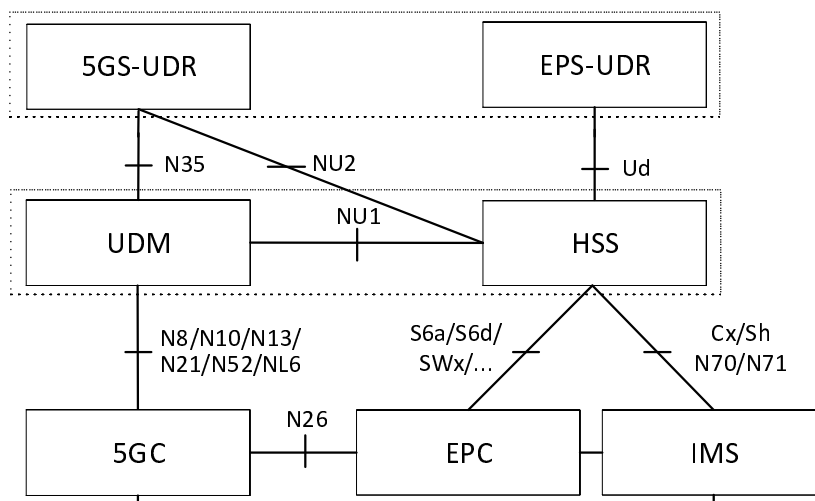 5GS-UDR
EPS-UDR
N35
NU2
Ud
UDM
NU1
HSS
N8/N10/N13/
N21/N52/NL6
S6a/S6d/
SWx/...
Cx/Sh
N70/N71
5GC
N26
EPC
IMS